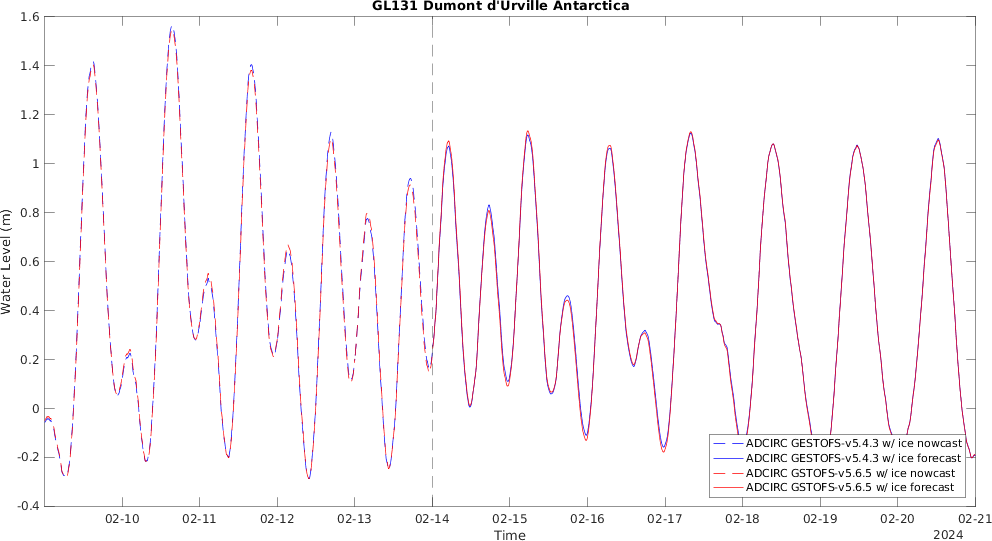 GL131 Dumont d'Urville Antarctica
Water Level (m)
1.6
1.4
1.2
1
0.8
0.6
0.4
0.2
0
-0.2
-0.4
ADCIRC GESTOFS-v5.4.3 w/ ice nowcast
ADCIRC GESTOFS-v5.4.3 w/ ice forecast
ADCIRC GSTOFS-v5.6.5 w/ ice nowcast
ADCIRC GSTOFS-v5.6.5 w/ ice forecast
02-10 02-11 02-12 02-13 02-14 02-15 02-16 02-17 02-18 02-19 02-20 02-21
Time
2024